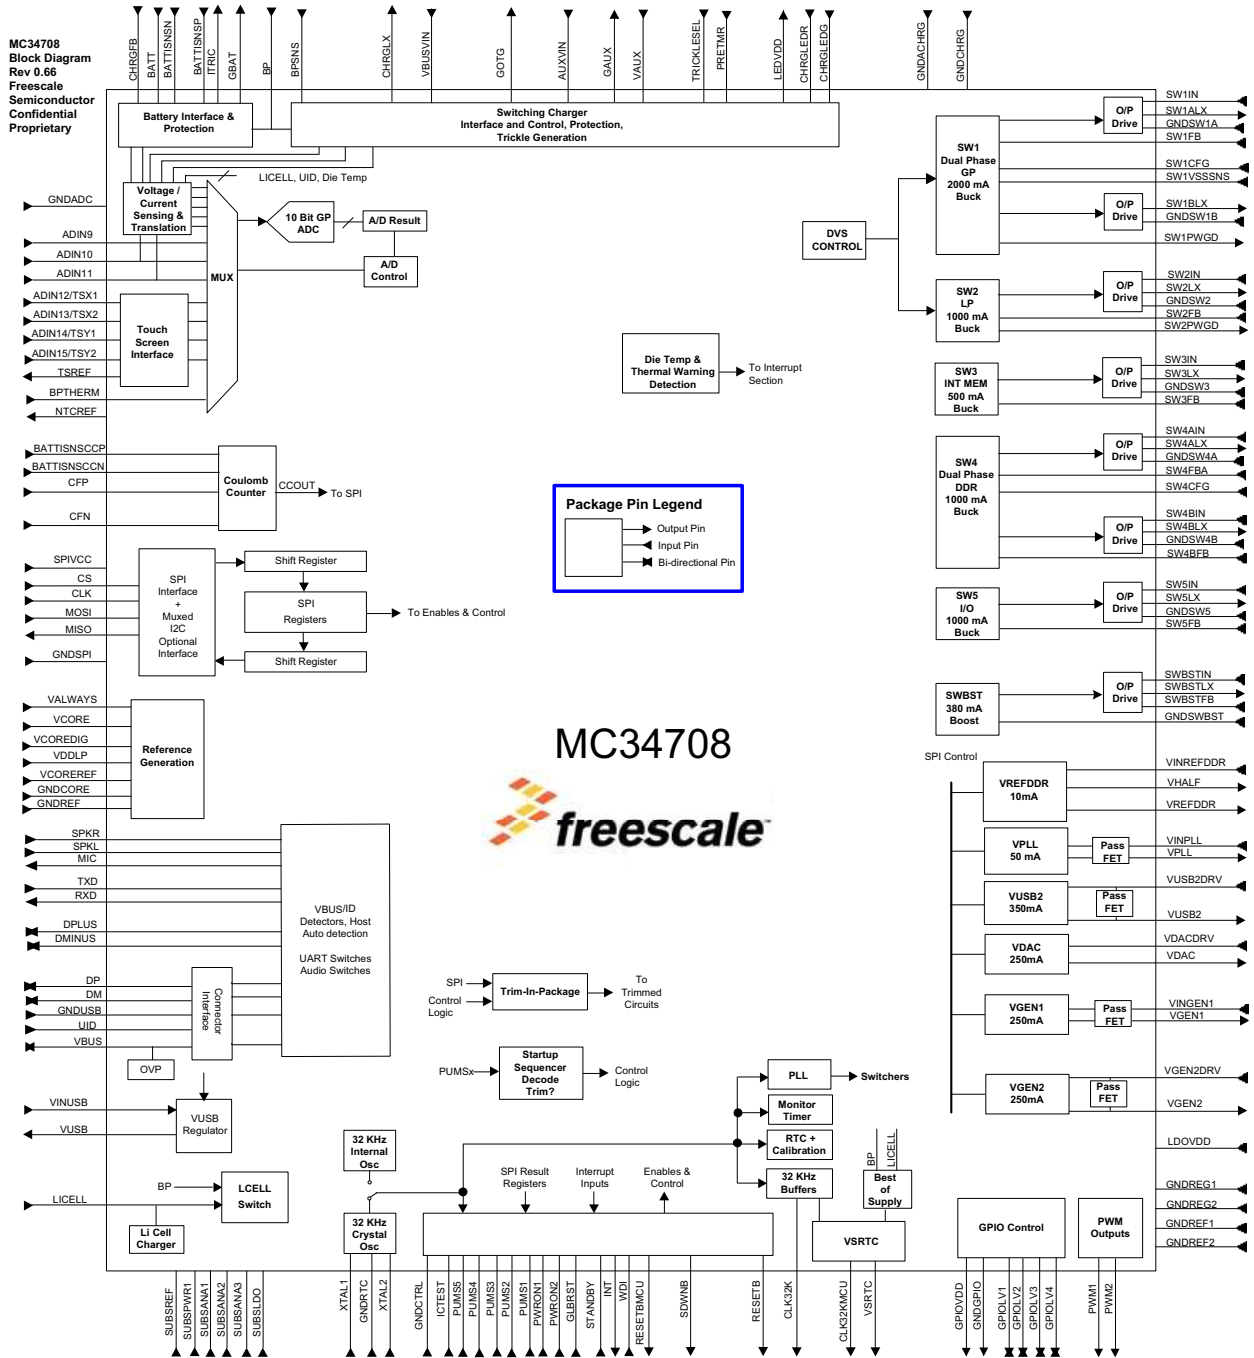 MC34708
Block Diagram
Rev 0.66
Freescale
Semiconductor
Confidential
Proprietary
CHRGFB
BATT
BATTISNSN
BATTISNSP
ITRIC
GBAT
BP
BPSNS
CHRGLX
VBUSVIN
GOTG
AUXVIN
GAUX
VAUX
TRICKLESEL
PRETMR
LEDVDD
CHRGLEDR
CHRGLEDG
GNDACHRG
GNDCHRG
Battery Interface &
Protection
Switching Charger
Interface and Control, Protection,
Trickle Generation
LICELL, UID, Die Temp
Voltage /
Current
Sensing &
Translation
MUX
10 Bit GP
ADC
A/D Result
A/D
Control
GNDADC
ADIN9
ADIN10
ADIN11
ADIN12/TSX1
ADIN13/TSX2
ADIN14/TSY1
ADIN15/TSY2
TSREF
BPTHERM
NTCREF
Touch
Screen
Interface
Die Temp &
Thermal Warning
Detection
To Interrupt
Section
DVS
CONTROL
SW1
Dual Phase
GP
2000 mA
Buck
O/P
Drive
O/P
Drive
SW1IN
SW1ALX
GNDSW1A
SW1FB
SW1CFG
SW1VSSSNS
SW1BLX
GNDSW1B
SW1PWGD
SW2
LP
1000 mA
Buck
O/P
Drive
SW2IN
SW2LX
GNDSW2
SW2FB
SW2PWGD
SW3
INT MEM
500 mA
Buck
O/P
Drive
SW3IN
SW3LX
GNDSW3
SW3FB
SW4
Dual Phase
DDR
1000 mA
Buck
O/P
Drive
O/P
Drive
SW4AIN
SW4ALX
GNDSW4A
SW4FBA
SW4CFG
SW4BIN
SW4BLX
GNDSW4B
SW4BFB
SW5
I/O
1000 mA
Buck
O/P
Drive
SW5IN
SW5LX
GNDSW5
SW5FB
SWBST
380 mA
Boost
O/P
Drive
SWBSTIN
SWBSTLX
SWBSTFB
GNDSWBST
BATTISNSCCP
BATTISNSCCN
CFP
CFN
Coulomb
Counter
CCOUT
To SPI
Package Pin Legend
Output Pin
Input Pin
Bi-directional Pin
SPIVCC
CS
CLK
MOSI
MISO
GNDSPI
SPI
Interface
+
Muxed
I2C
Optional
Interface
Shift Register
SPI
Registers
Shift Register
To Enables & Control
VALWAYS
VCORE
VCOREDIG
VDDLP
VCOREREF
GNDCORE
GNDREF
Reference
Generation
MC34708
freescale
SPI Control
VREFDDR
10mA
VINREFDDR
VHALF
VREFDDR
VPLL
50 mA
Pass
FET
VINPLL
VPLL
VUSB2
350mA
Pass
FET
VUSB2DRV
VUSB2
VDAC
250mA
VDACDRV
VDAC
VGEN1
250mA
Pass
FET
VINGEN1
VGEN1
VGEN2
250mA
Pass
FET
VGEN2DRV
VGEN2
LDOVDD
GNDREG1
GNDREG2
GNDREF1
GNDREF2
SPKR
SPKL
MIC
TXD
RXD
DPLUS
DMINUS
DP
DM
GNDUSB
UID
VBUS
VBUS/ID
Detectors, Host
Auto detection
UART Switches
Audio Switches
Connector
Interface
OVP
VINUSB
VUSB
VUSB
Regulator
SPI
Control
Logic
Trim-In-Package
To
Trimmed
Circuits
PUMSx
Startup
Sequencer
Decode
Trim?
Control
Logic
PLL
Switchers
Monitor
Timer
RTC +
Calibration
32 KHz
Buffers
BP
LICELL
Best
of
Supply
VSRTC
LICELL
BP
LCELL
Switch
Li Cell
Charger
32 KHz
Internal
Osc
32 KHz
Crystal
Osc
SPI Result
Registers
Interrupt
Inputs
Enables &
Control
GPIO Control
PWM
Outputs
SUBSREF
SUBSPWR1
SUBSANA1
SUBSANA2
SUBSANA3
SUBSLDO
XTAL1
GNDRTC
XTAL2
GNDCTRL
ICTEST
PUMS5
PUMS4
PUMS3
PUMS2
PUMS1
PWRON1
PWRON2
GLBRST
STANDBY
INT
WDI
RESETBMCU
SDWNB
RESETB
CLK32K
CLK32KMCU
VSRTC
GPIOVDD
GNDGPIO
GPIOLV1
GPIOLV2
GPIOLV3
GPIOLV4
PWM1
PWM2